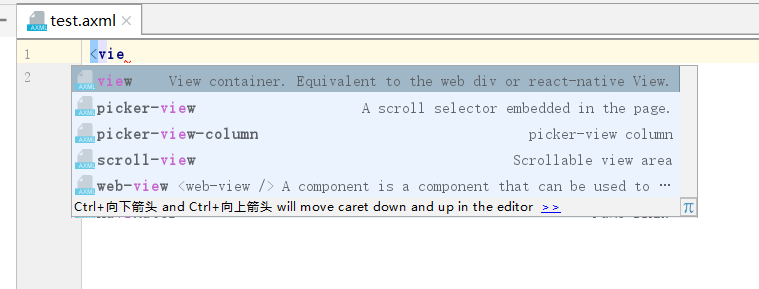 test.axml
1 <vie
2
view View container. Equivalent to the web div or react-native View.
picker-view A scroll selector embedded in the page.
picker-view-column picker-view column
scroll-view Scrollable view area
web-view <web-view /> A component is a component that can be used to …
Ctrl+向下箭头 and Ctrl+向上箭头 will move caret down and up in the editor >> π